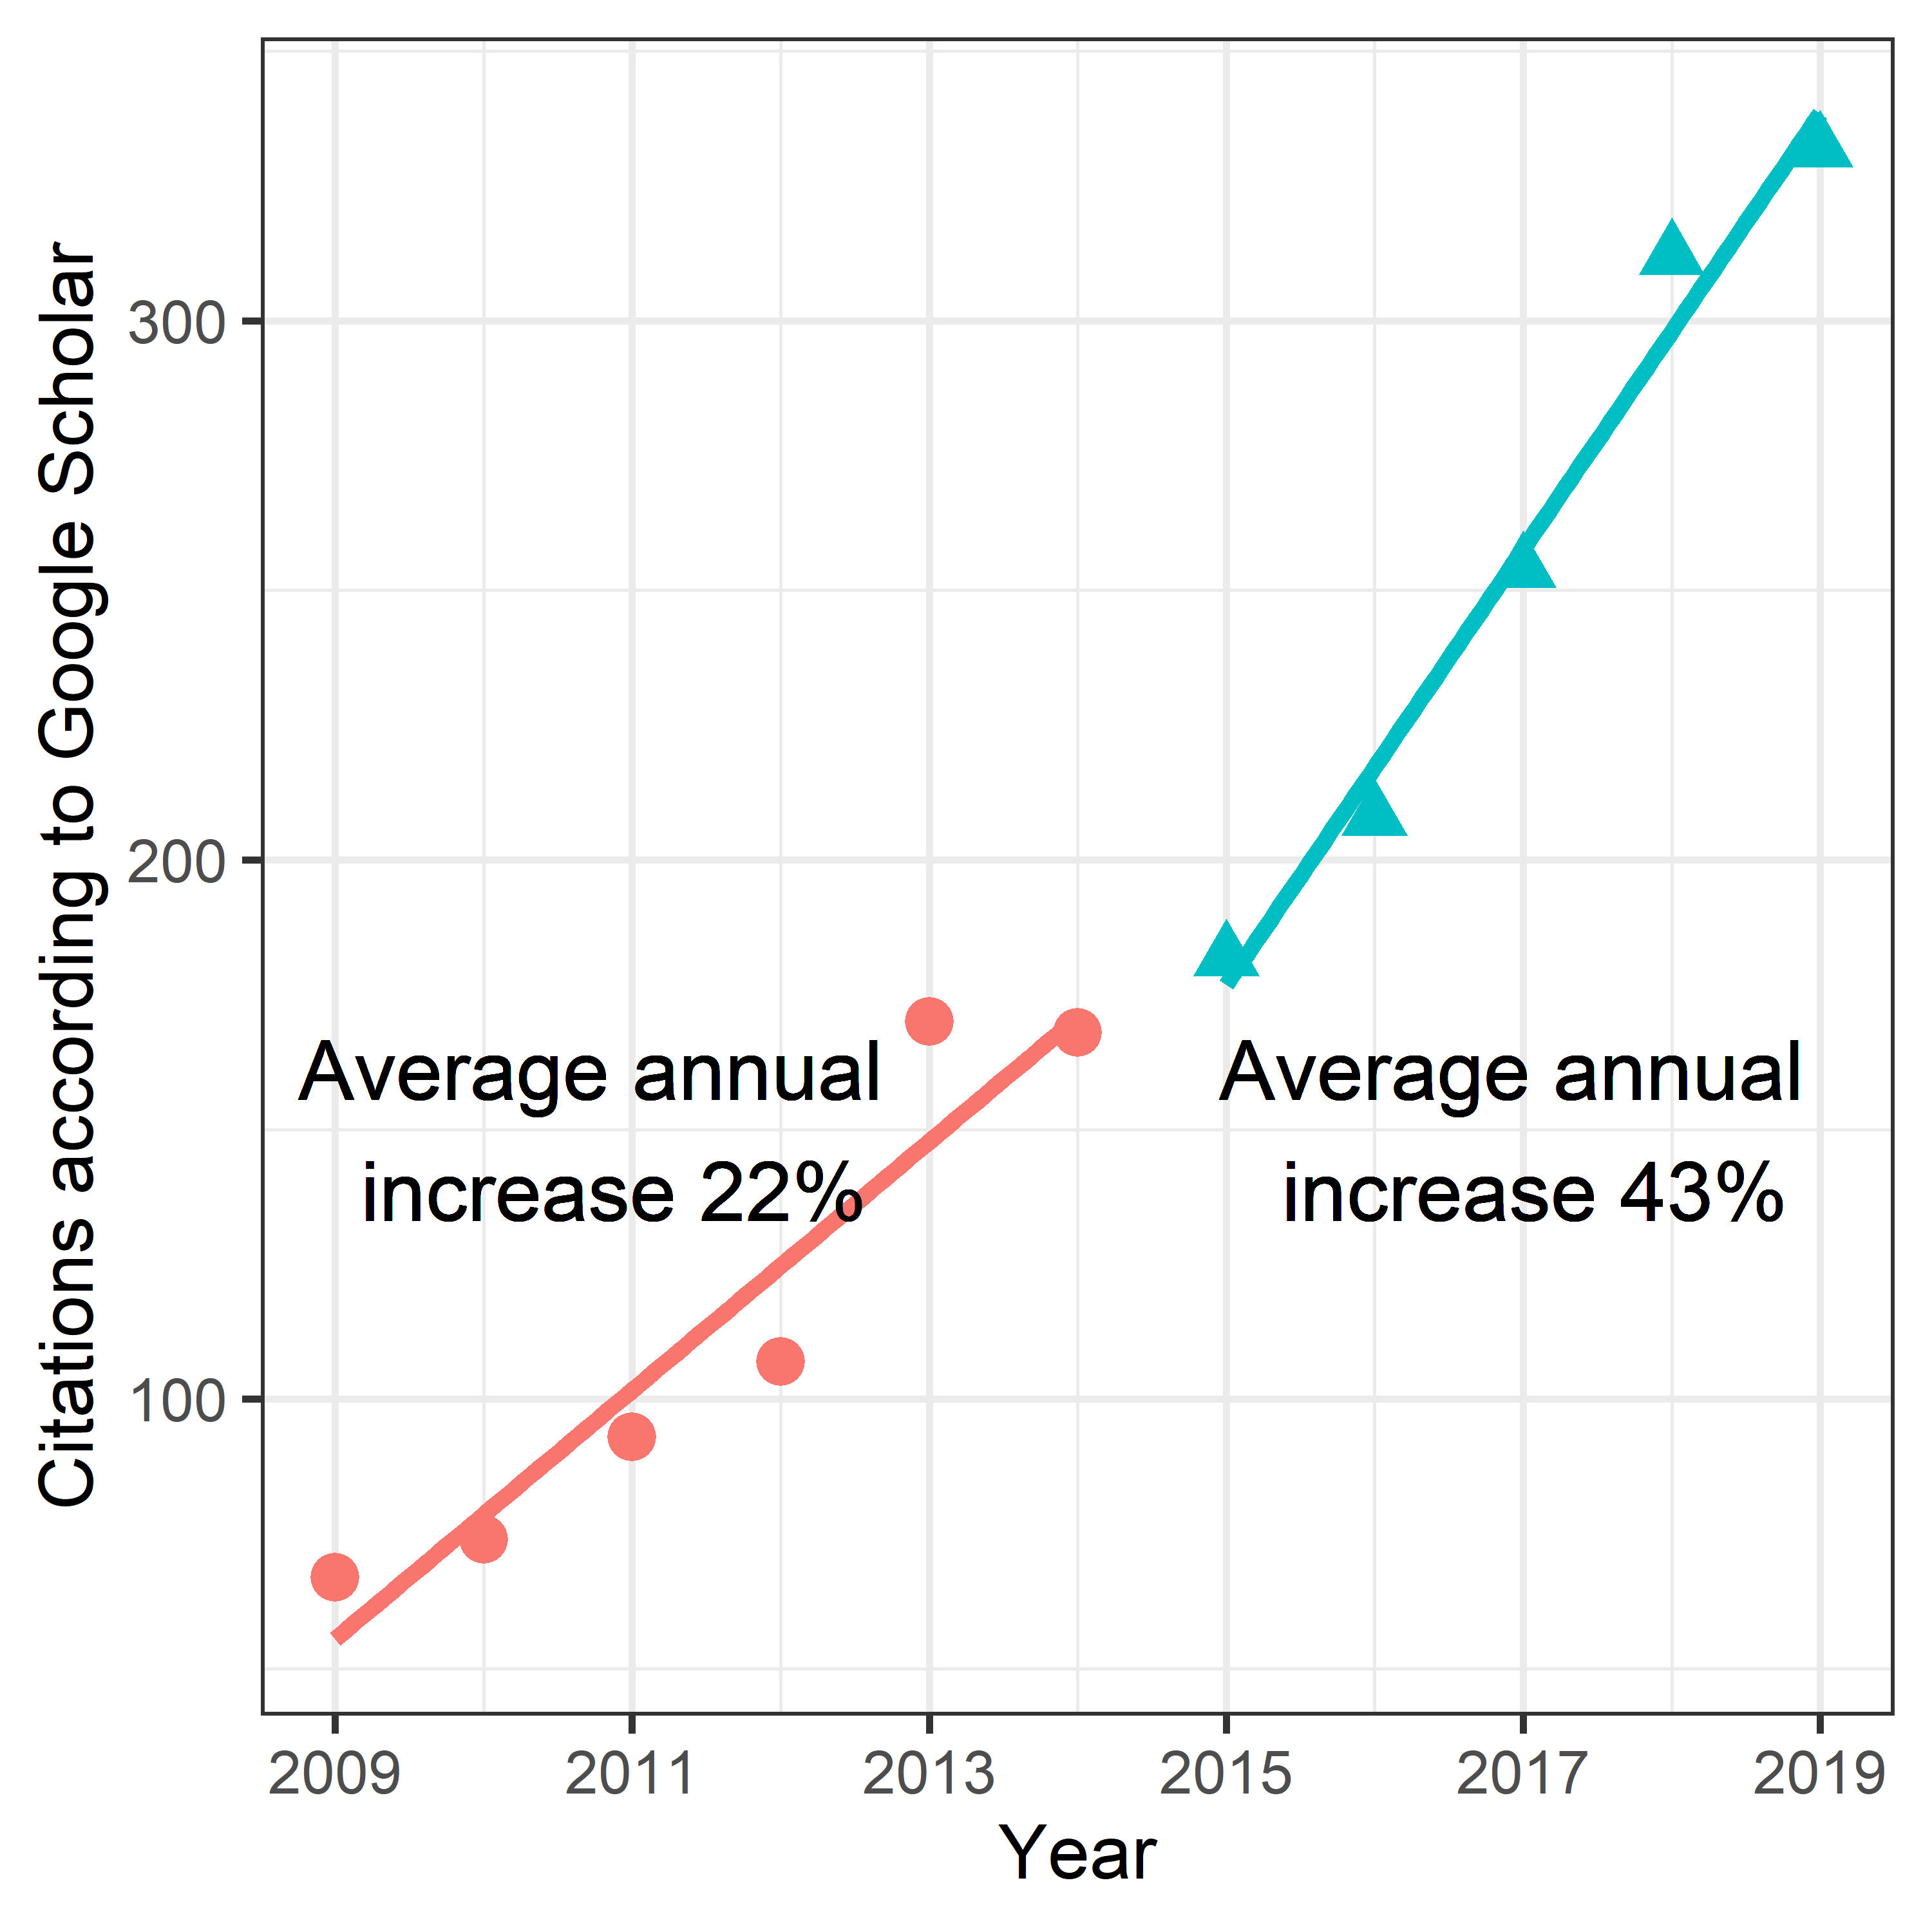 Citations according to Google Scholar
300
200
100
Average annual
increase 22%
Average annual
increase 43%
2009
2011
2013
2015
2017
2019
Year